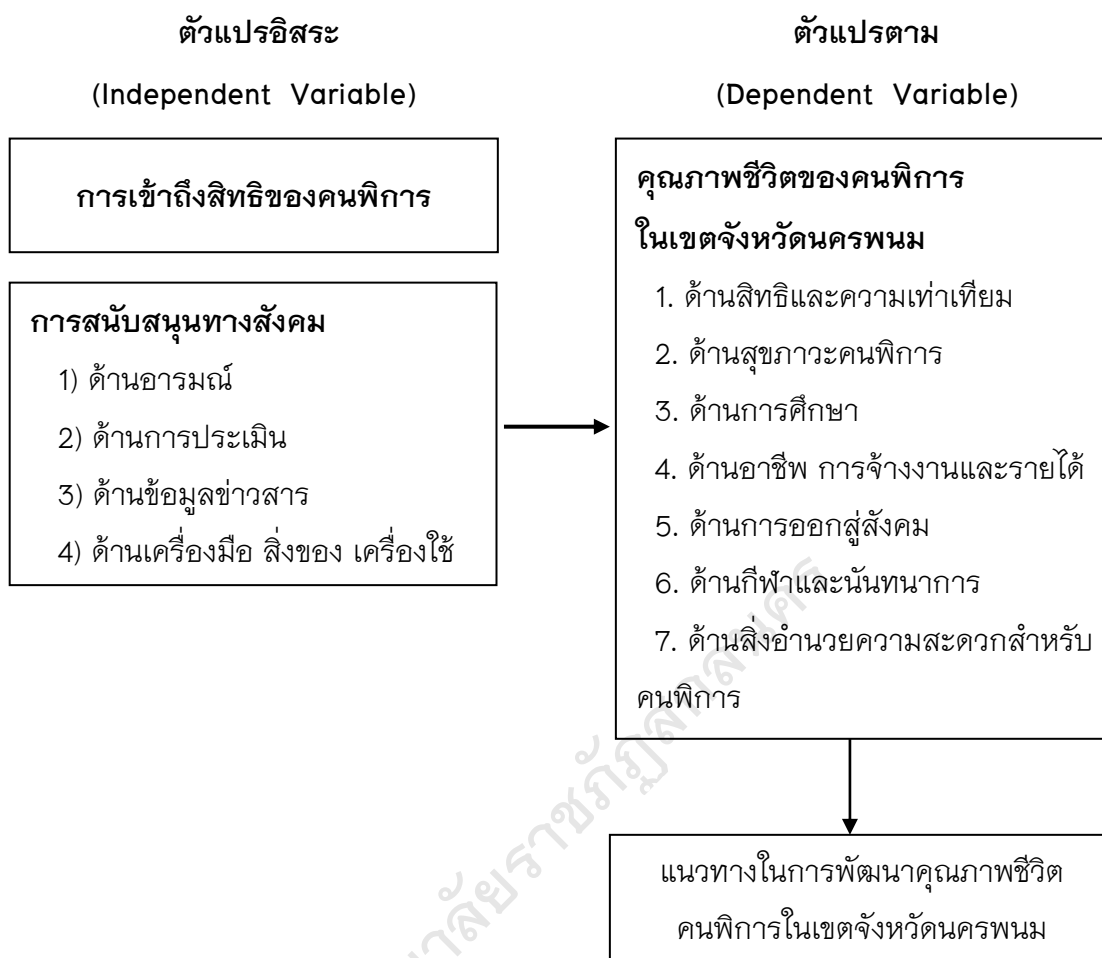 ตัวแปรอิสระ
(Independent Variable)
การเข้าถึงสิทธิของคนพิการ
การสนับสนุนทางสังคม
1) ด้านอารมณ์
2) ด้านการประเมิน
3) ด้านข้อมูลข่าวสาร
4) ด้านเครื่องมือ สิ่งของ เครื่องใช้
ตัวแปรตาม
(Dependent Variable)
คุณภาพชีวิตของคนพิการ
ในเขตจังหวัดนครพนม
1. ด้านสิทธิและความเท่าเทียม
2. ด้านสุขภาวะคนพิการ
3. ด้านการศึกษา
4. ด้านอาชีพ การจ้างงานและรายได้
5. ด้านการออกสู่สังคม
6. ด้านกีฬาและนันทนาการ
7. ด้านสิ่งอำนวยความสะดวกสำหรับ
คนพิการ
แนวทางในการพัฒนาคุณภาพชีวิต
คนพิการในเขตจังหวัดนครพนม